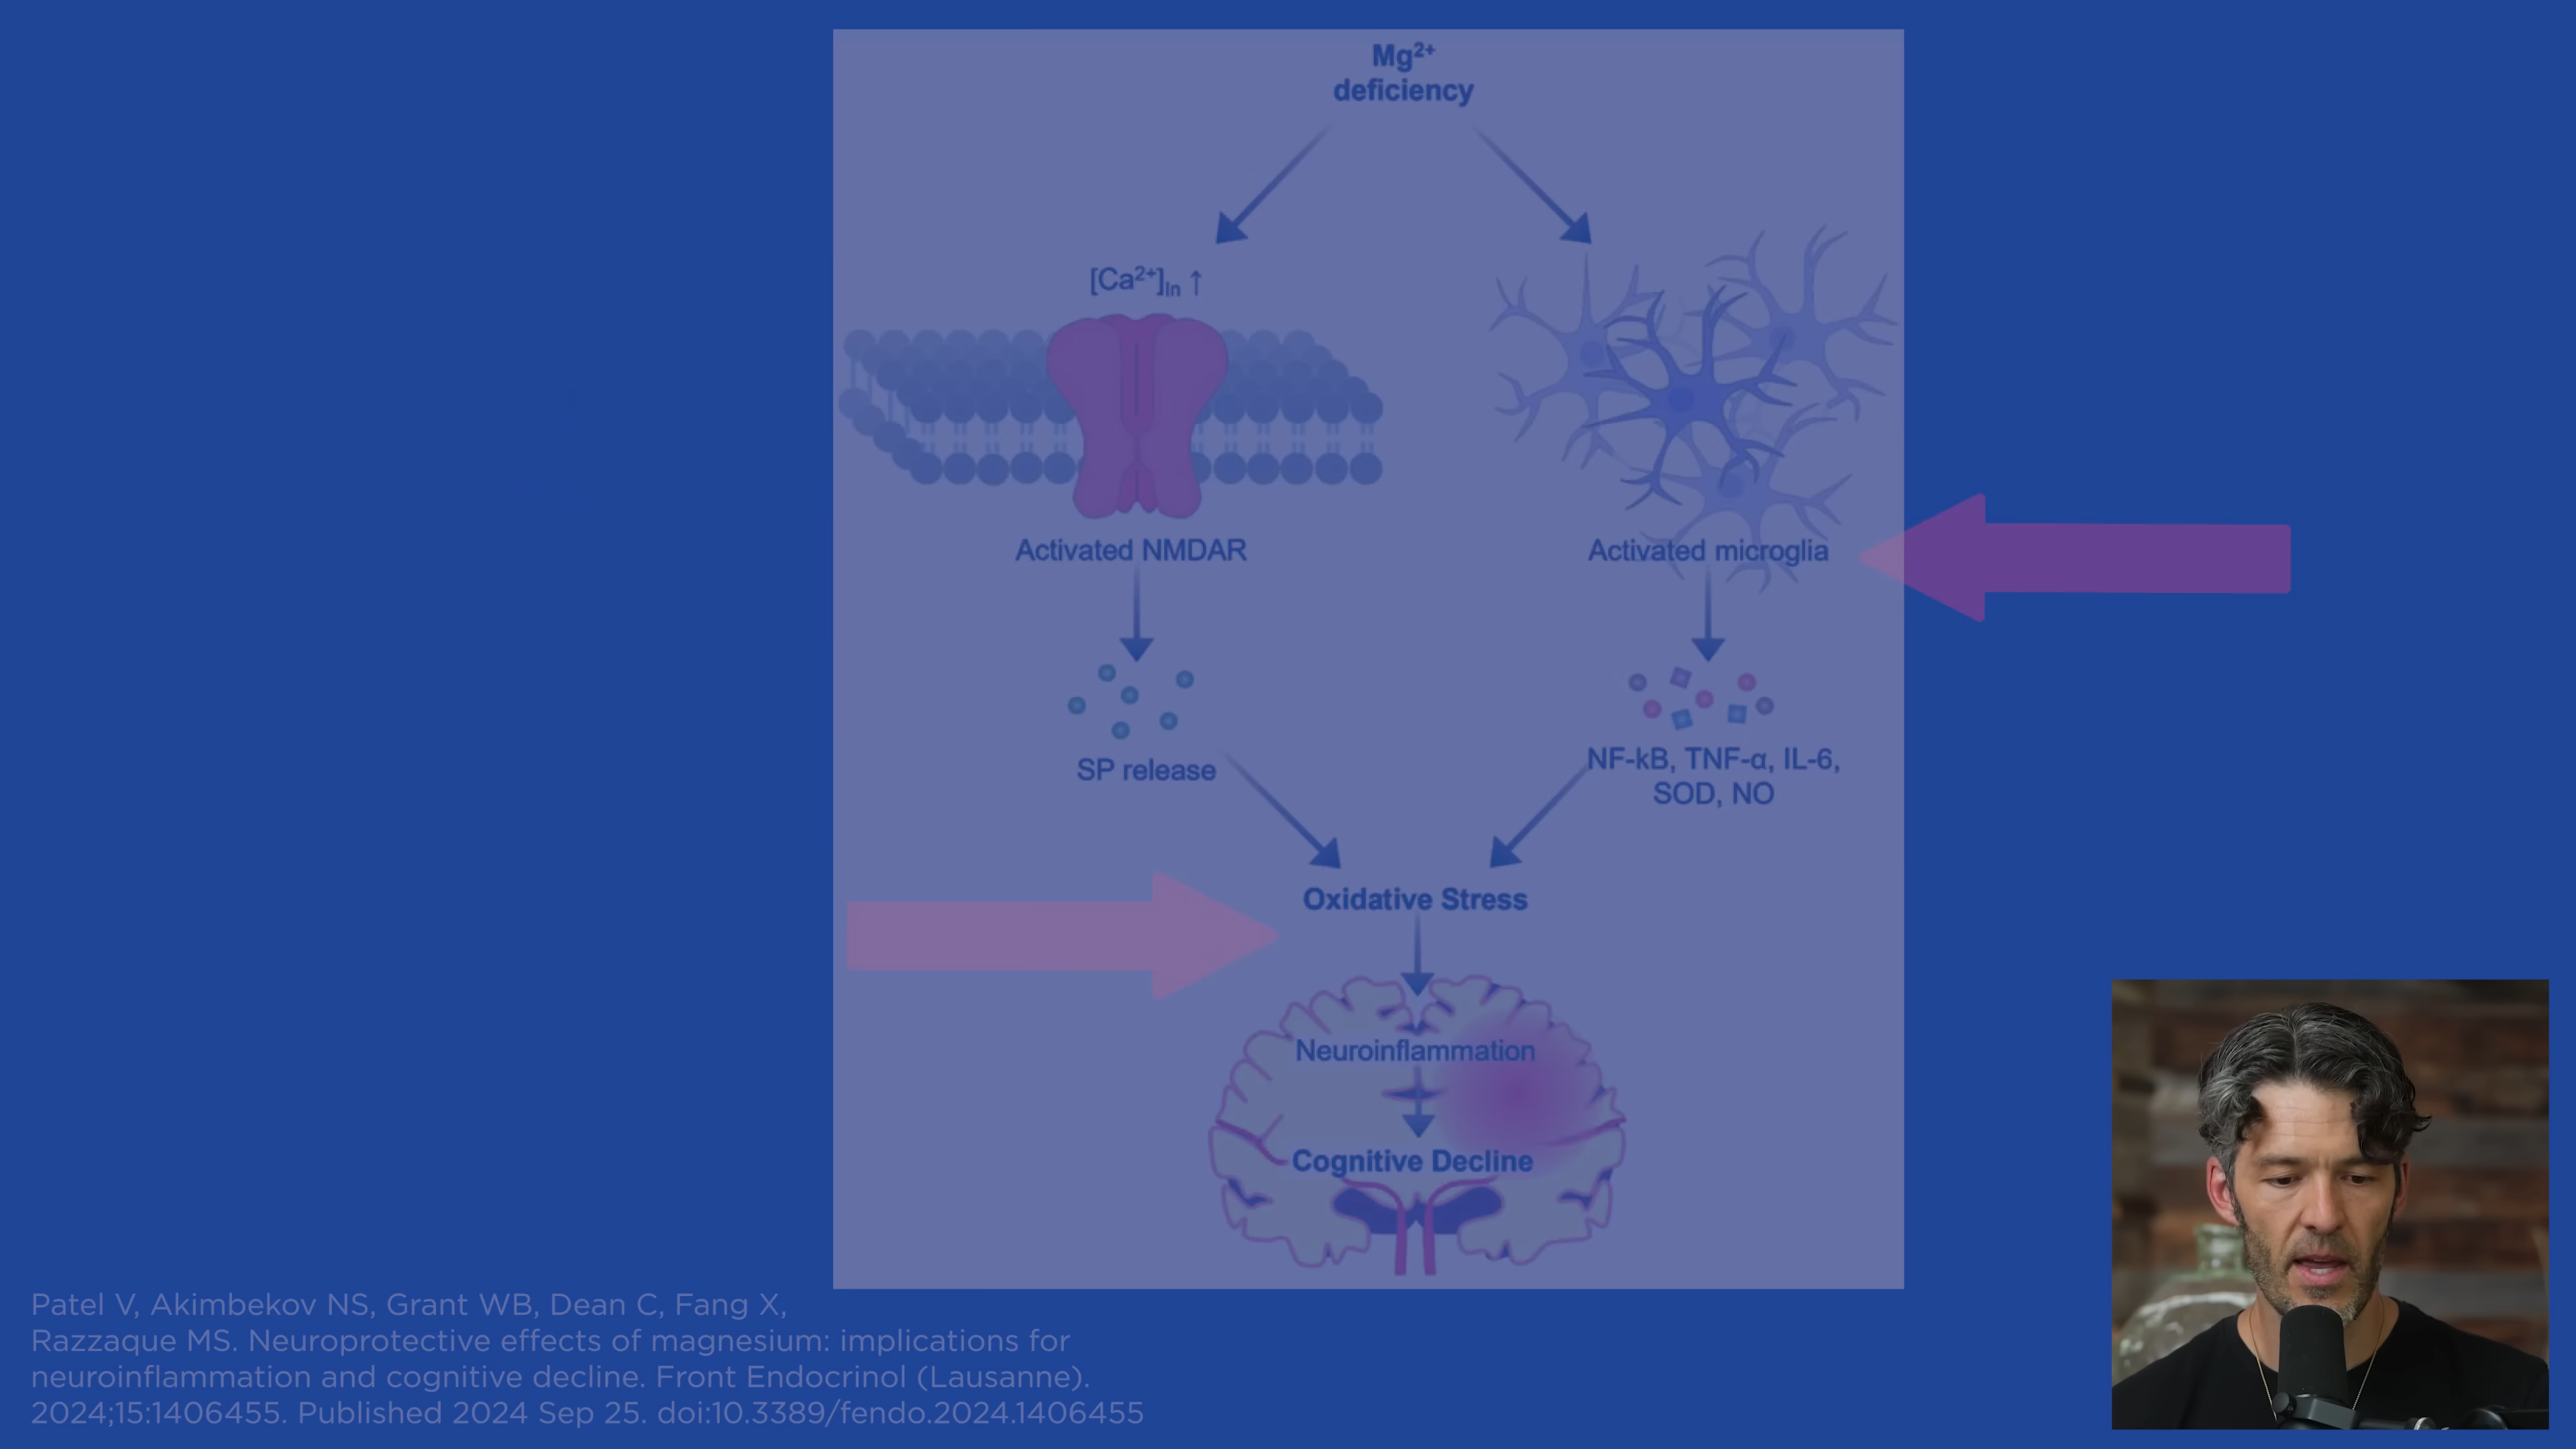 Mg²⁺
deficiency
[Ca²⁺]In ↑
Activated NMDAR
Activated microglia
SP release
NF-kB, TNF-α, IL-6,
SOD, NO
Oxidative Stress
Neuroinflammation
Cognitive Decline
Patel V, Akimbekov NS, Grant WB, Dean C, Fang X,
Razzaque MS. Neuroprotective effects of magnesium: implications for
neuroinflammation and cognitive decline. Front Endocrinol (Lausanne).
2024;15:1406455. Published 2024 Sep 25. doi:10.3389/fendo.2024.1406455